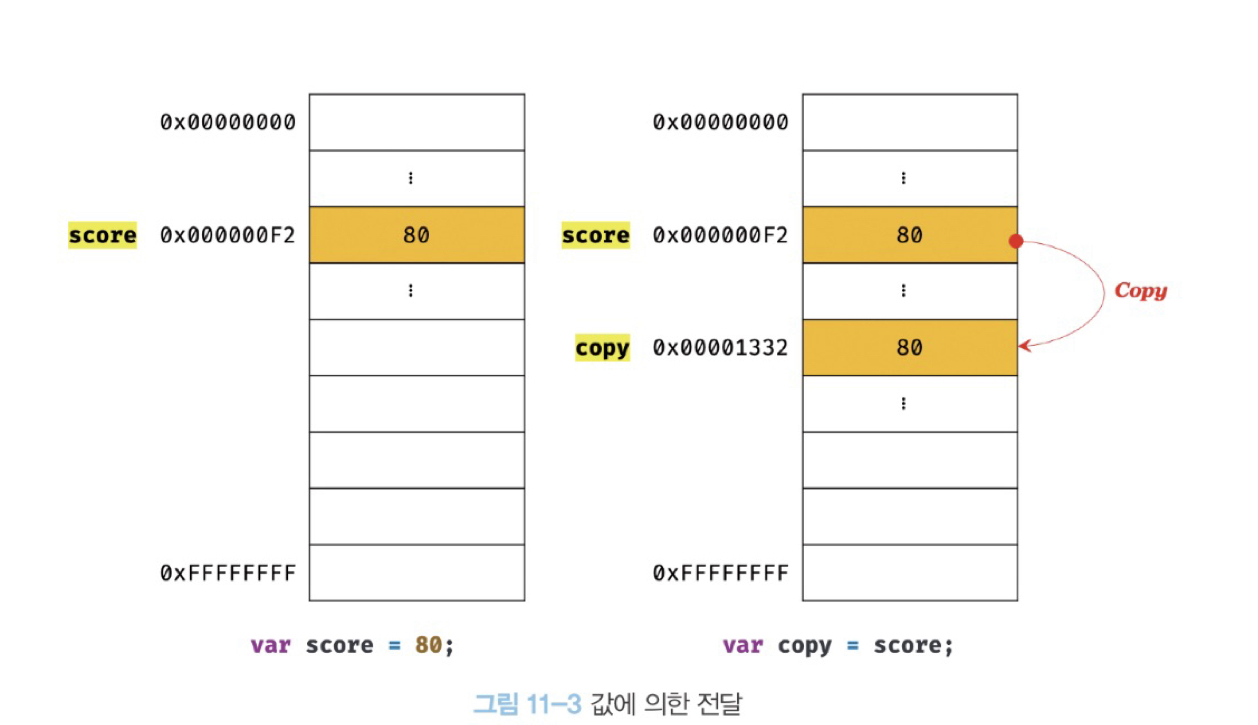 0x00000000
⋮
score 0x000000F2 80
⋮
0xFFFFFFFF
var score = 80;
0x00000000
⋮
score 0x000000F2 80
⋮
Copy
copy 0x00001332 80
⋮
0xFFFFFFFF
var copy = score;
그림 11-3 값에 의한 전달